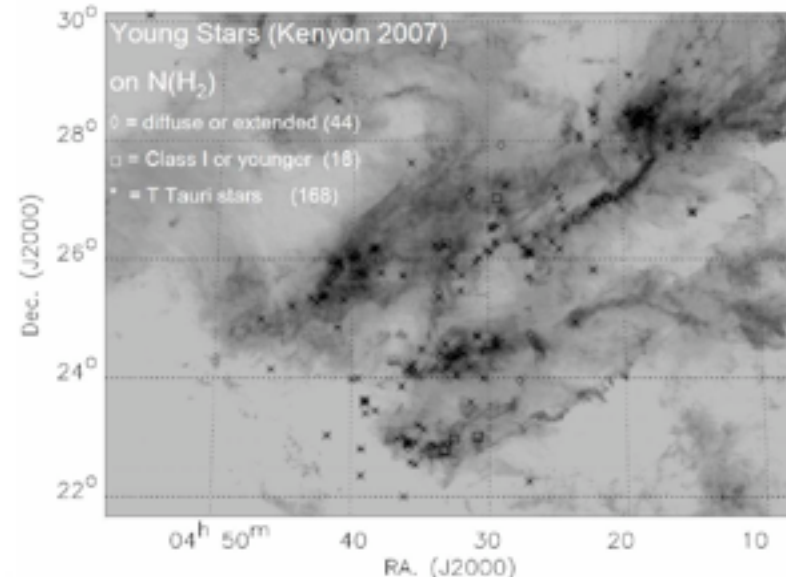 Young Stars (Kenyon 2007)
on N(H₂)
◊ = diffuse or extended (44)
□ = Class I or younger (18)
* = T Tauri stars (168)
30°
28°
26°
24°
22°
Dec. (J2000)
04ʰ 50ᵐ 40 30 20 10
RA. (J2000)